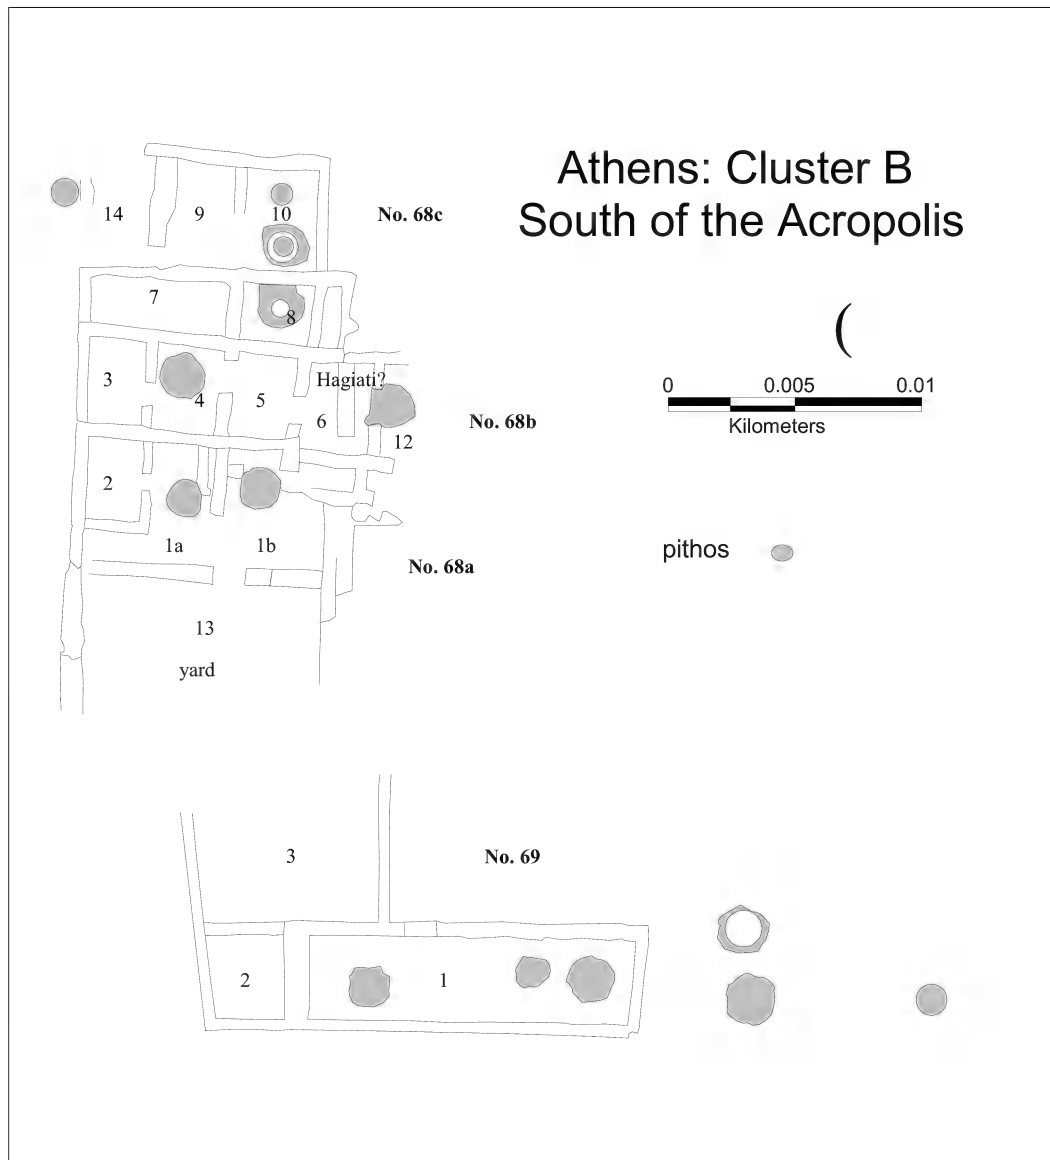 Athens: Cluster B
South of the Acropolis
14
9
10
No. 68c
7
8
(
0
0.005
0.01
Kilometers
3
4
5
Hagiati?
6
12
No. 68b
2
1a
1b
No. 68a
pithos
13
yard
3
No. 69
2
1